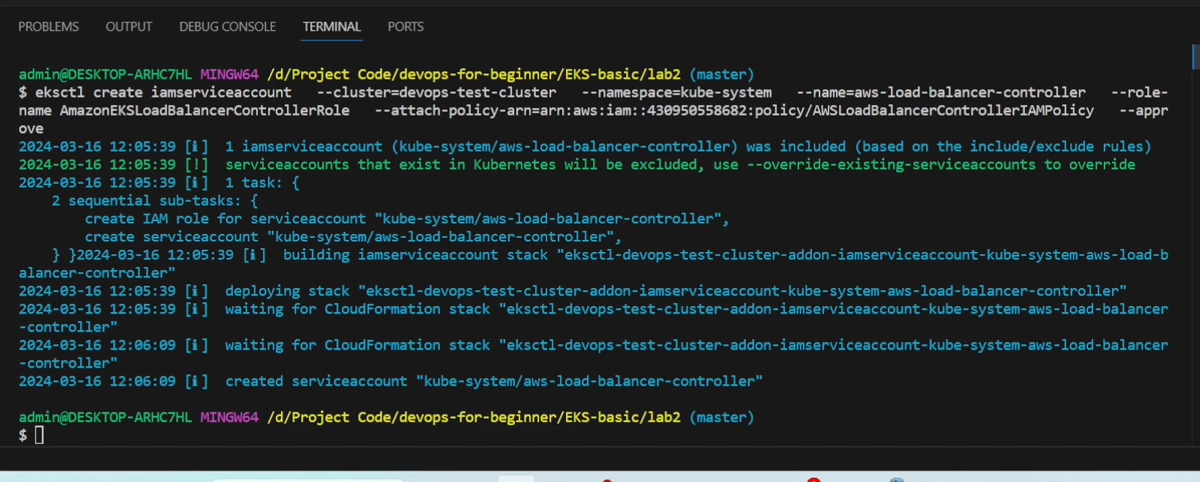 PROBLEMS OUTPUT DEBUG CONSOLE TERMINAL PORTS
admin@DESKTOP-ARHC7HL MINGW64 /d/Project Code/devops-for-beginner/EKS-basic/lab2 (master)
$ eksctl create iamserviceaccount   --cluster=devops-test-cluster   --namespace=kube-system   --name=aws-load-balancer-controller   --role-
name AmazonEKSLoadBalancerControllerRole   --attach-policy-arn=arn:aws:iam::430950558682:policy/AWSLoadBalancerControllerIAMPolicy   --appr
ove
2024-03-16 12:05:39 [ℹ]  1 iamserviceaccount (kube-system/aws-load-balancer-controller) was included (based on the include/exclude rules)
2024-03-16 12:05:39 [!]  serviceaccounts that exist in Kubernetes will be excluded, use --override-existing-serviceaccounts to override
2024-03-16 12:05:39 [ℹ]  1 task: {
    2 sequential sub-tasks: {
        create IAM role for serviceaccount "kube-system/aws-load-balancer-controller",
        create serviceaccount "kube-system/aws-load-balancer-controller",
    } }2024-03-16 12:05:39 [ℹ]  building iamserviceaccount stack "eksctl-devops-test-cluster-addon-iamserviceaccount-kube-system-aws-load-b
alancer-controller"
2024-03-16 12:05:39 [ℹ]  deploying stack "eksctl-devops-test-cluster-addon-iamserviceaccount-kube-system-aws-load-balancer-controller"
2024-03-16 12:05:39 [ℹ]  waiting for CloudFormation stack "eksctl-devops-test-cluster-addon-iamserviceaccount-kube-system-aws-load-balancer
-controller"
2024-03-16 12:06:09 [ℹ]  waiting for CloudFormation stack "eksctl-devops-test-cluster-addon-iamserviceaccount-kube-system-aws-load-balancer
-controller"
2024-03-16 12:06:09 [ℹ]  created serviceaccount "kube-system/aws-load-balancer-controller"
admin@DESKTOP-ARHC7HL MINGW64 /d/Project Code/devops-for-beginner/EKS-basic/lab2 (master)
$